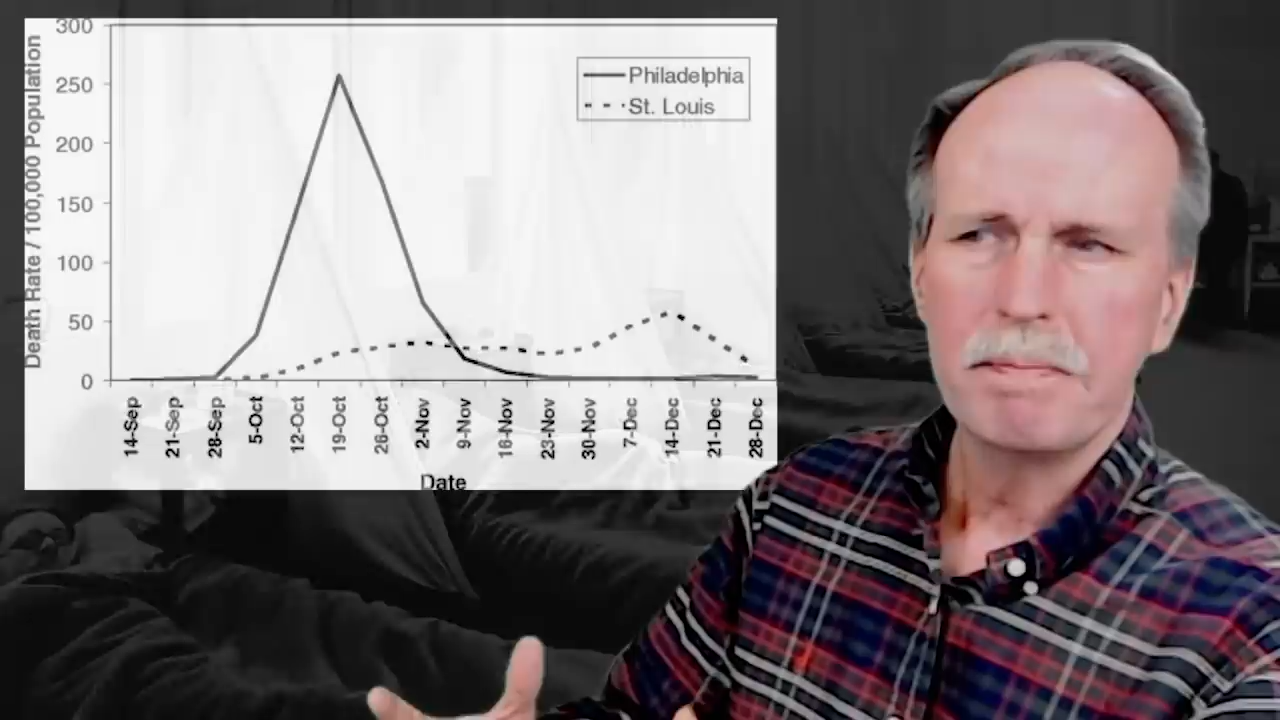 Death Rate / 100,000 Population
300
250
200
150
100
50
0
Philadelphia
St. Louis
14-Sep
21-Sep
28-Sep
5-Oct
12-Oct
19-Oct
26-Oct
2-Nov
9-Nov
16-Nov
23-Nov
30-Nov
7-Dec
14-Dec
21-Dec
28-Dec
Date